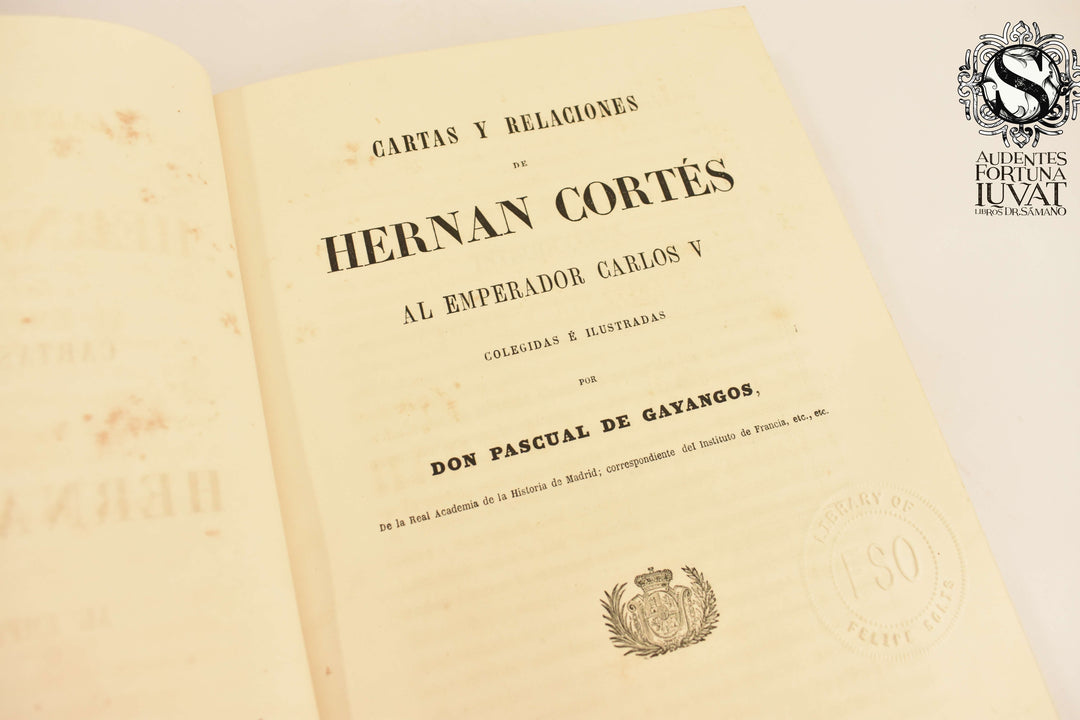 CARTAS Y RELACIONES
DE
HERNAN CORTÉS
AL EMPERADOR CARLOS V
COLEGIDAS É ILUSTRADAS
POR
DON PASCUAL DE GAYANGOS,
De la Real Academia de la Historia de Madrid; correspondiente del Instituto de Francia, etc., etc.
LIBRARY OF
FSO
S
AUDENTES
FORTUNA
IUVAT
LIBROS DR. SÁMANO